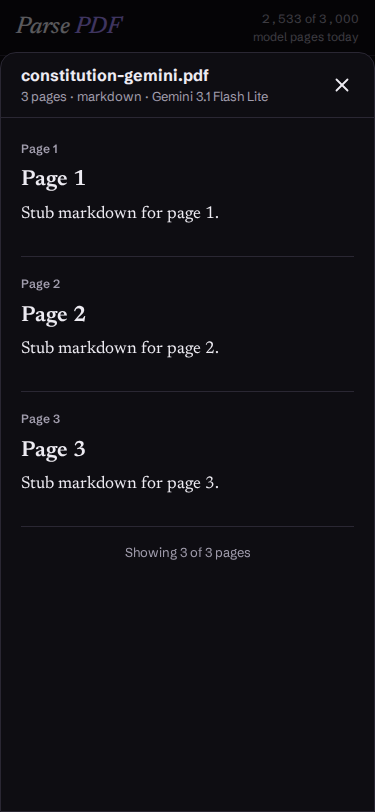 Parse PDF
2,533 of 3,000
model pages today
constitution-gemini.pdf
3 pages · markdown · Gemini 3.1 Flash Lite
Page 1
Page 1
Stub markdown for page 1.
Page 2
Page 2
Stub markdown for page 2.
Page 3
Page 3
Stub markdown for page 3.
Showing 3 of 3 pages